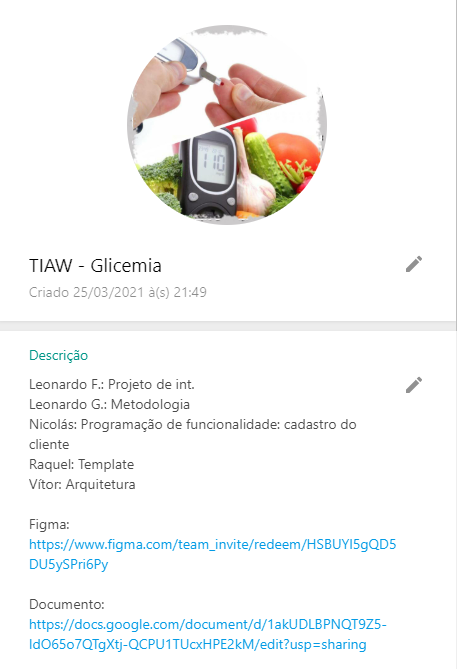 TIAW - Glicemia
Criado 25/03/2021 à(s) 21:49
Descrição
Leonardo F.: Projeto de int.
Leonardo G.: Metodologia
Nicolás: Programação de funcionalidade: cadastro do
cliente
Raquel: Template
Vítor: Arquitetura
Figma:
https://www.figma.com/team_invite/redeem/HSBUYI5gQD5
DU5ySPri6Py
Documento:
https://docs.google.com/document/d/1akUDLBPNQT9Z5-
IdO65o7QTgXtj-QCPU1TUcxHPE2kM/edit?usp=sharing